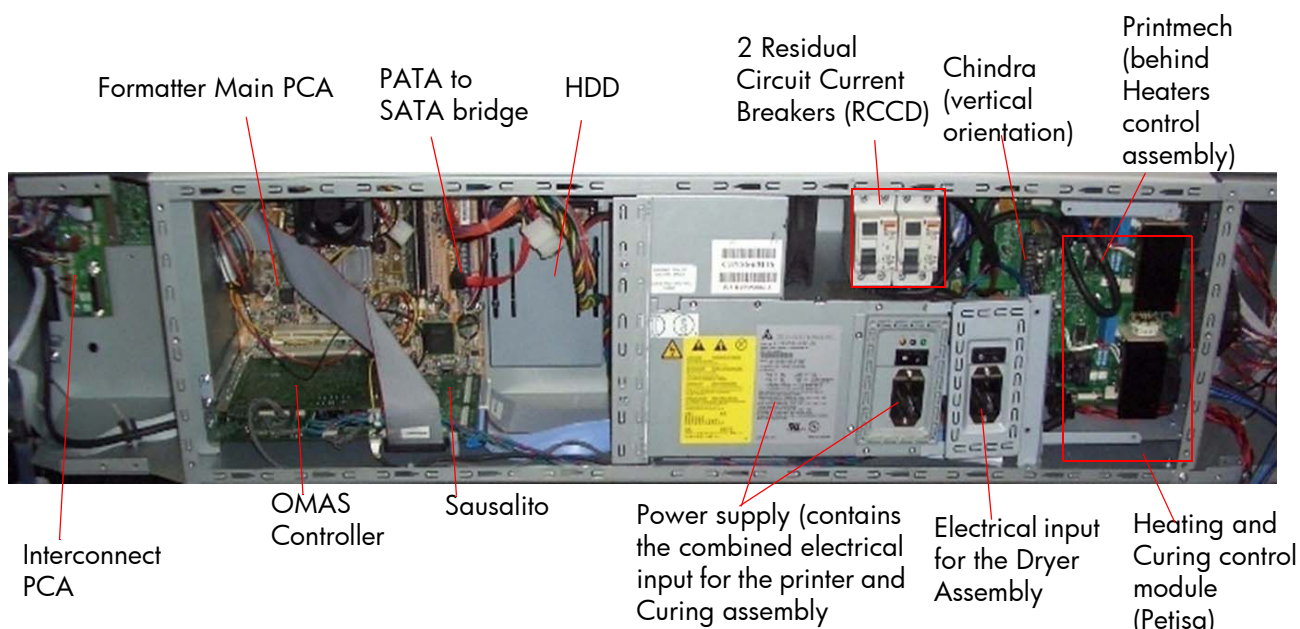 Formatter Main PCA
PATA to
SATA bridge
HDD
2 Residual
Circuit Current
Breakers (RCCD)
Chindra
(vertical
orientation)
Printmech
(behind
Heaters
control
assembly)
Interconnect
PCA
OMAS
Controller
Sausalito
Power supply (contains
the combined electrical
input for the printer and
Curing assembly
Electrical input
for the Dryer
Assembly
Heating and
Curing control
module
(Petisa)